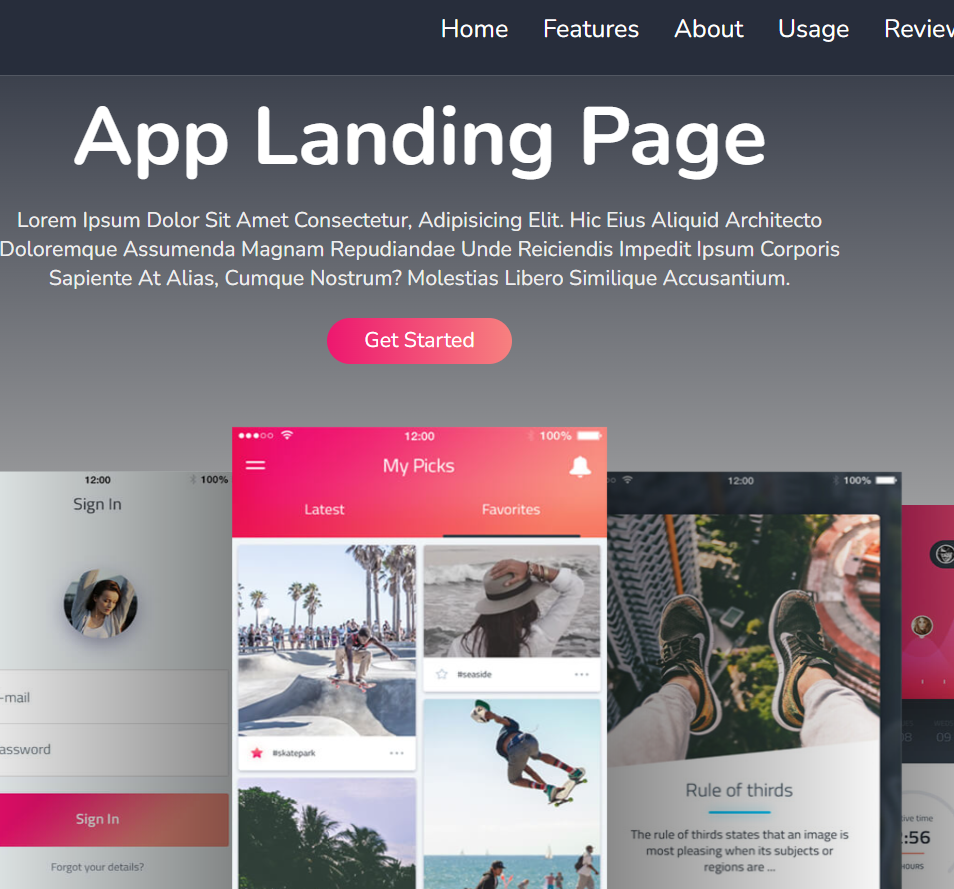 Home Features About Usage Review
App Landing Page
Lorem Ipsum Dolor Sit Amet Consectetur, Adipisicing Elit. Hic Eius Aliquid Architecto
Doloremque Assumenda Magnam Repudiandae Unde Reiciendis Impedit Ipsum Corporis
Sapiente At Alias, Cumque Nostrum? Molestias Libero Similique Accusantium.
Get Started
12:00 100%
Sign In
-mail
assword
Sign In
Forgot your details?
12:00 100%
My Picks
Latest Favorites
#skatepark
#seaside
12:00 100%
Rule of thirds
The rule of thirds states that an image is
most pleasing when its subjects or
regions are ...
09
tive time
:56
HOURS